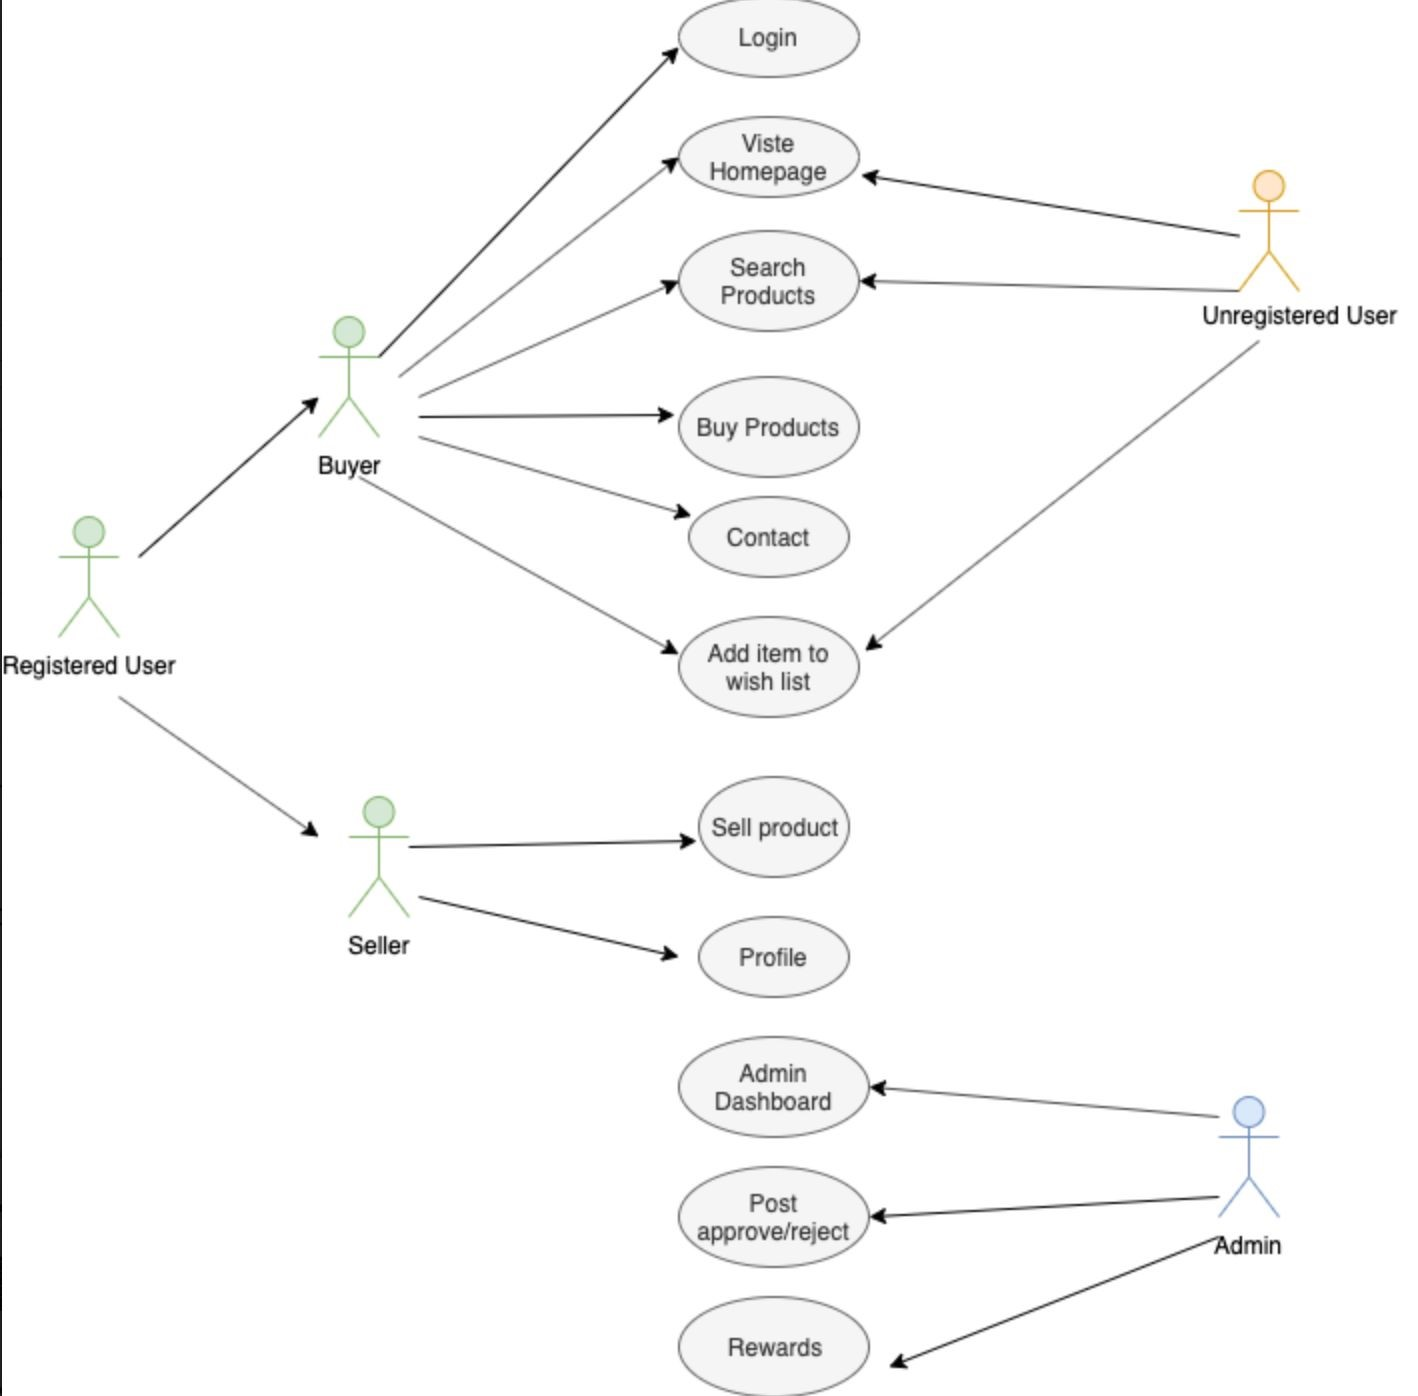 Login
Viste
Homepage
Search
Products
Unregistered User
Buy Products
Buyer
Contact
Add item to
wish list
Registered User
Sell product
Seller
Profile
Admin
Dashboard
Post
approve/reject
Admin
Rewards